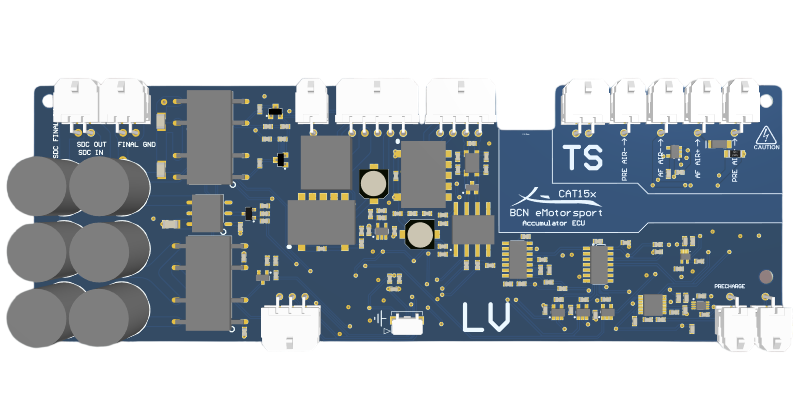 SDC FINAL
SDC OUT
SDC IN
FINAL GND
TS
PRE AIR-
AF AIR-
AF AIR+
PRE
CAUTION
CAT15x
BCN eMotorsport
Accumulator ECU
PRECHARGE
LV